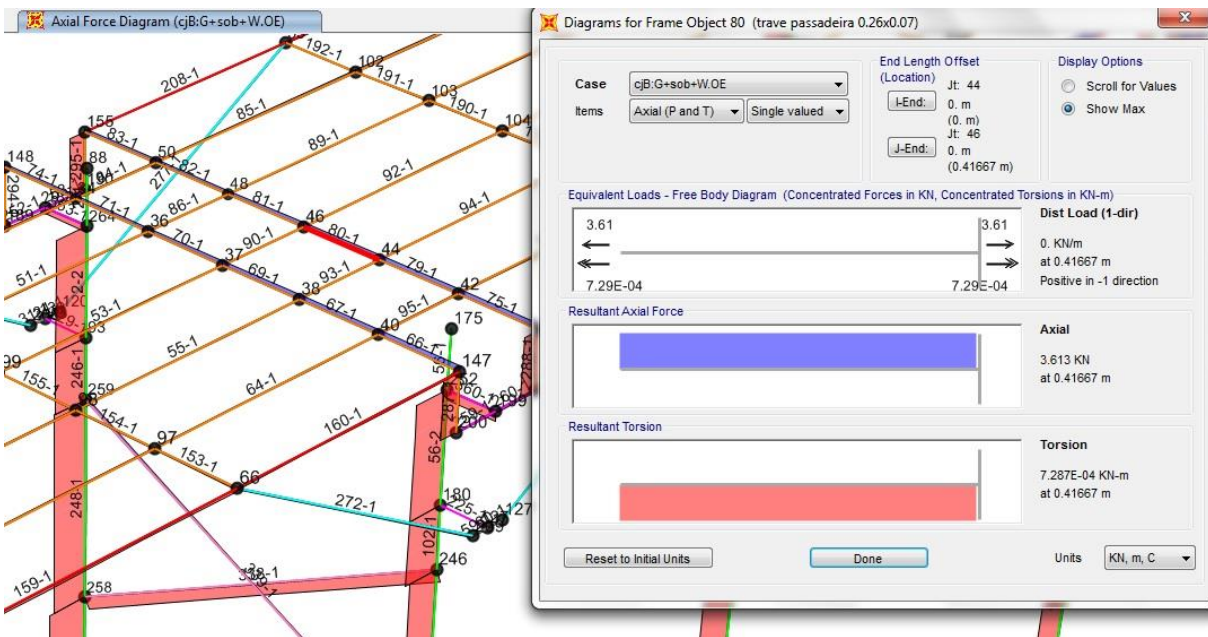 Axial Force Diagram (cjB:G+sob+W.OE)
192-1
102
191-1
103
190-1
104
208-1
85-1
89-1
92-1
94-1
155
83-1
50
82-1
48
81-1
46
80-1
44
79-1
42
75-1
148
74-1
88
295-1
71-1
264
86-1
36
70-1
90-1
37
69-1
93-1
38
67-1
95-1
40
66-1
175
147
51-1
53-1
55-1
64-1
246-1
259
155-1
154-1
97
153-1
66
160-1
56-2
200
180
272-1
127
102-1
246
248-1
258
159-1
Diagrams for Frame Object 80 (trave passadeira 0.26x0.07)
Case
cjB:G+sob+W.OE
Items
Axial (P and T)
Single valued
End Length Offset
(Location)
Jt: 44
I-End:
0. m
(0. m)
Jt: 46
J-End:
0. m
(0.41667 m)
Display Options
Scroll for Values
Show Max
Equivalent Loads - Free Body Diagram (Concentrated Forces in KN, Concentrated Torsions in KN-m)
3.61
3.61
7.29E-04
7.29E-04
Dist Load (1-dir)
0. KN/m
at 0.41667 m
Positive in -1 direction
Resultant Axial Force
Axial
3.613 KN
at 0.41667 m
Resultant Torsion
Torsion
7.287E-04 KN-m
at 0.41667 m
Reset to Initial Units
Done
Units
KN, m, C